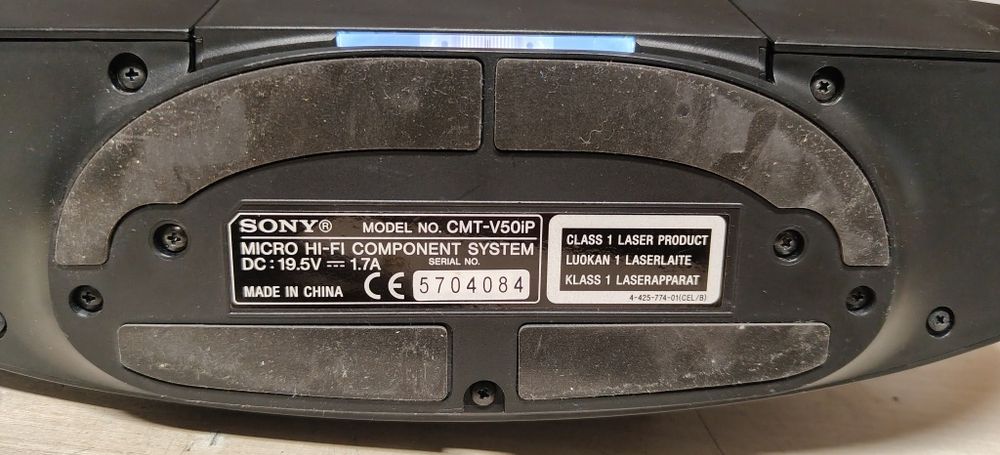 SONY® MODEL NO. CMT-V50iP
MICRO HI-FI COMPONENT SYSTEM
DC : 19.5V ⎓ 1.7A
SERIAL NO.
MADE IN CHINA CE 5704084
CLASS 1 LASER PRODUCT
LUOKAN 1 LASERLAITE
KLASS 1 LASERAPPARAT
4-425-774-01(CEL/B)